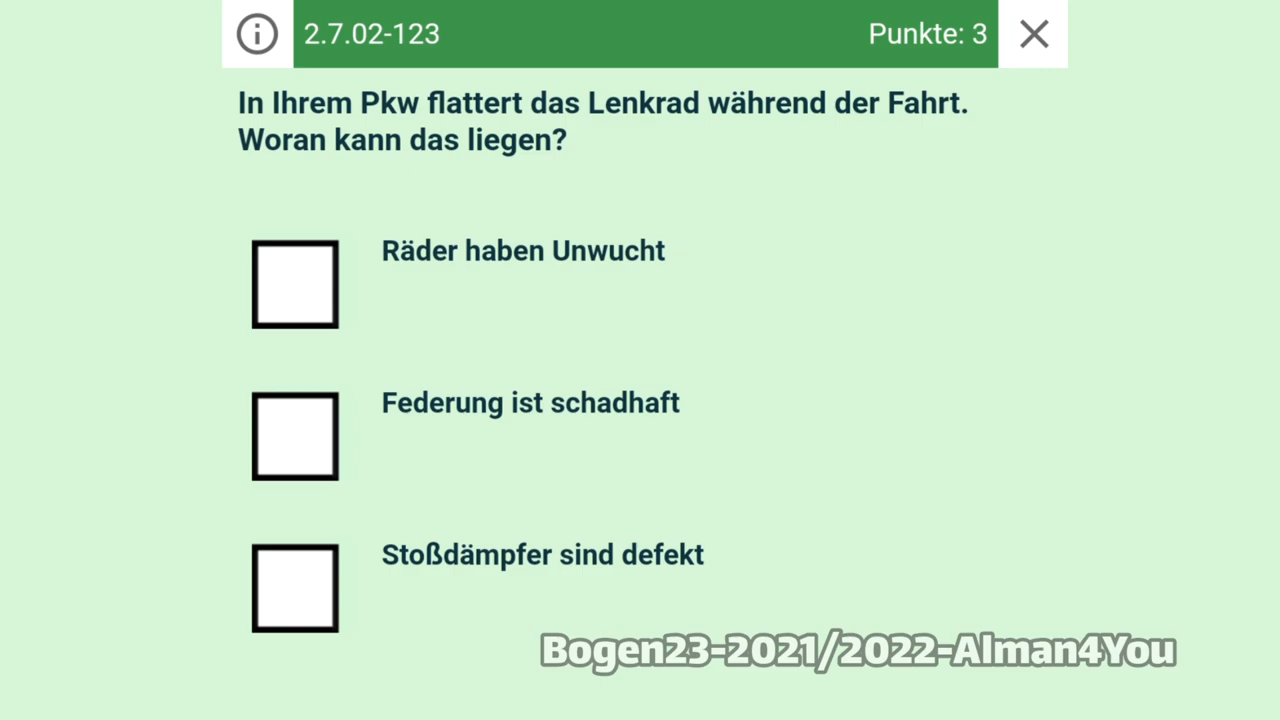 2.7.02-123 Punkte: 3
In Ihrem Pkw flattert das Lenkrad während der Fahrt.
Woran kann das liegen?
Räder haben Unwucht
Federung ist schadhaft
Stoßdämpfer sind defekt
Bogen23-2021/2022-Alman4You